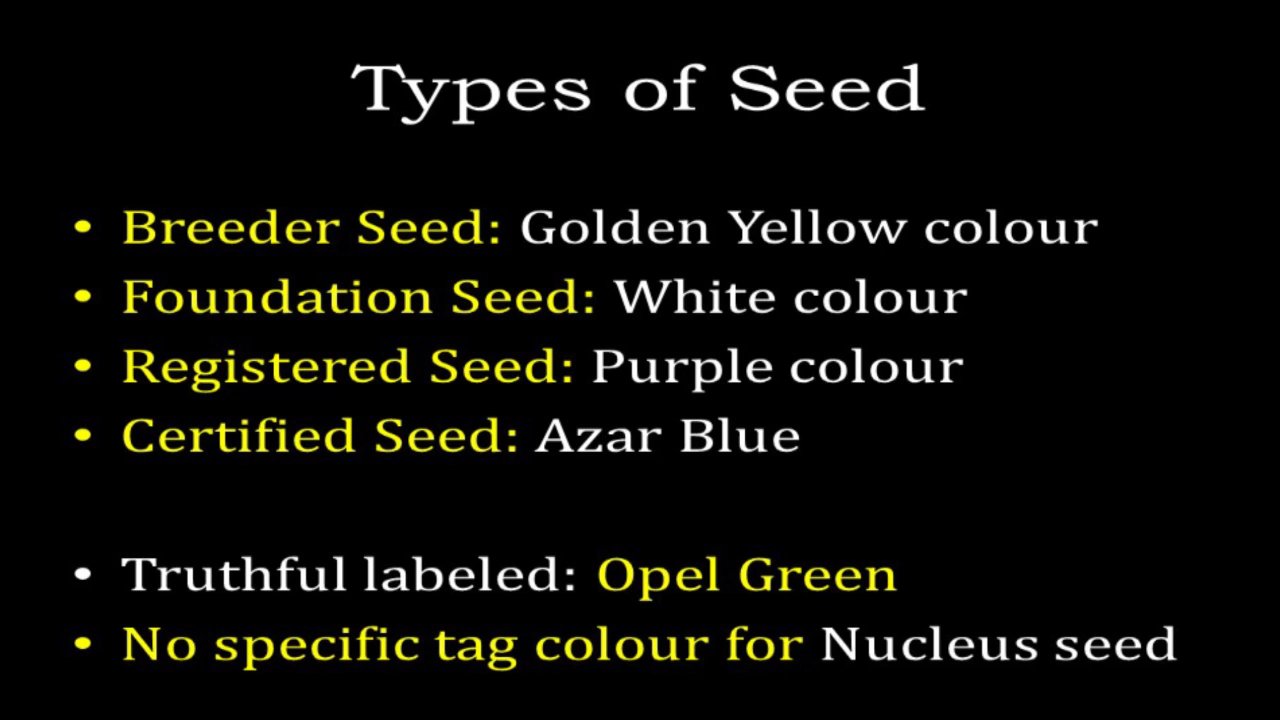 Types of Seed
• Breeder Seed: Golden Yellow colour
• Foundation Seed: White colour
• Registered Seed: Purple colour
• Certified Seed: Azar Blue
• Truthful labeled: Opel Green
• No specific tag colour for Nucleus seed